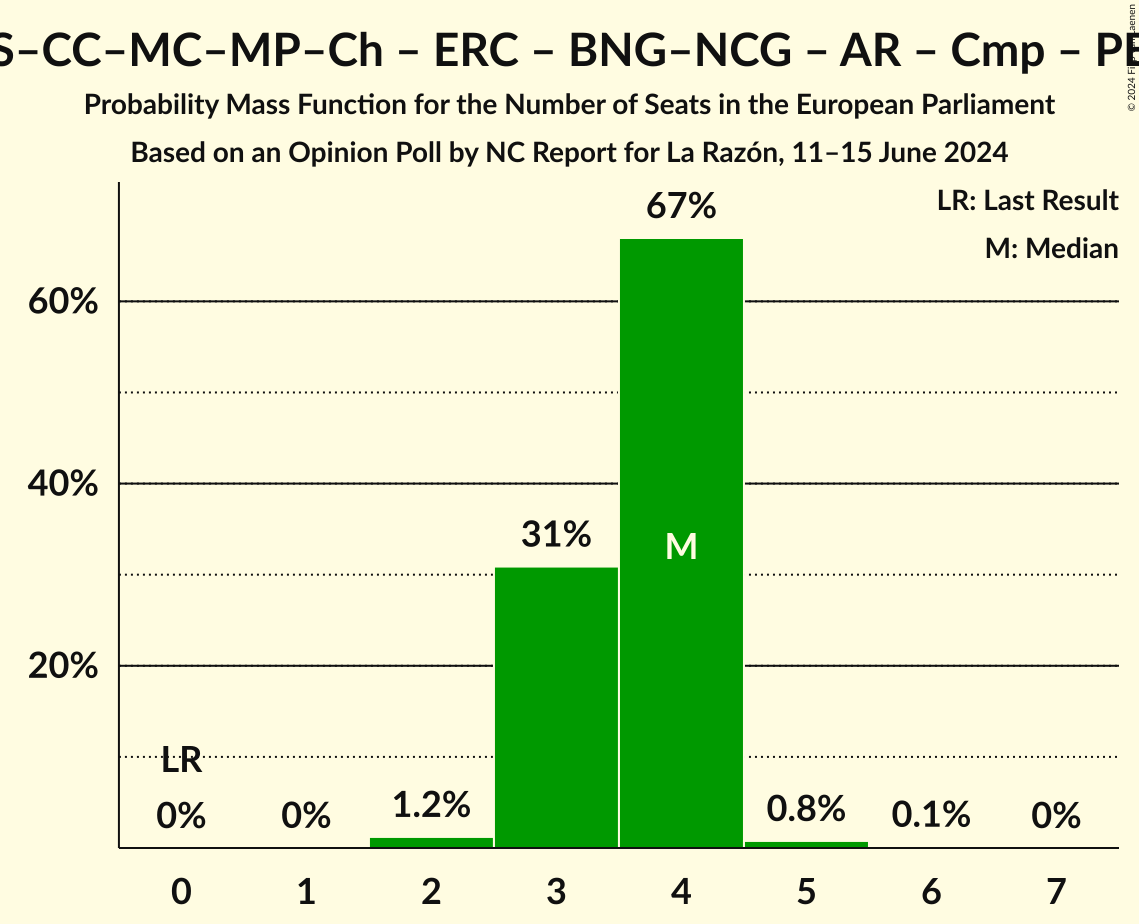 S–CC–MC–MP–Ch – ERC – BNG–NCG – AR – Cmp –
Probability Mass Function for the Number of Seats in the European Parliament
Based on an Opinion Poll by NC Report for La Razón, 11–15 June 2024
© 2024
LR: Last Result
M: Median
67%
60%
40%
31%
M
20%
LR
0% 0% 1.2% 0.8% 0.1% 0%
0 1 2 3 4 5 6 7